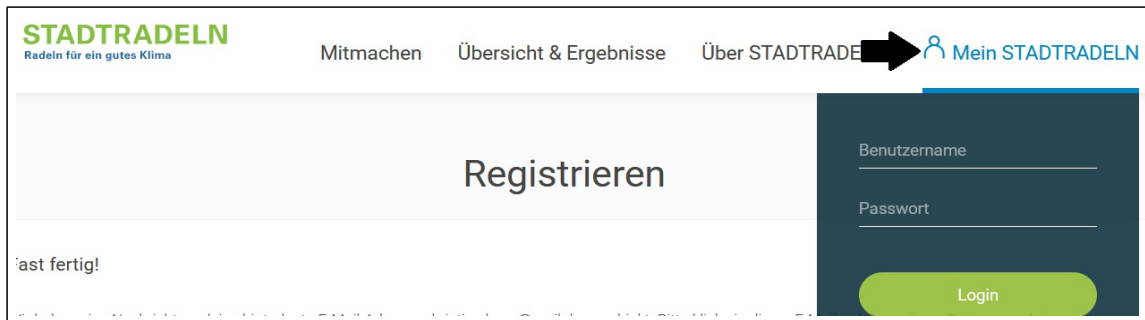 STADTRADELN
Radeln für ein gutes Klima
Mitmachen Übersicht & Ergebnisse Über STADTRADE Mein STADTRADELN
Benutzername
Registrieren
Passwort
ast fertig!
Login